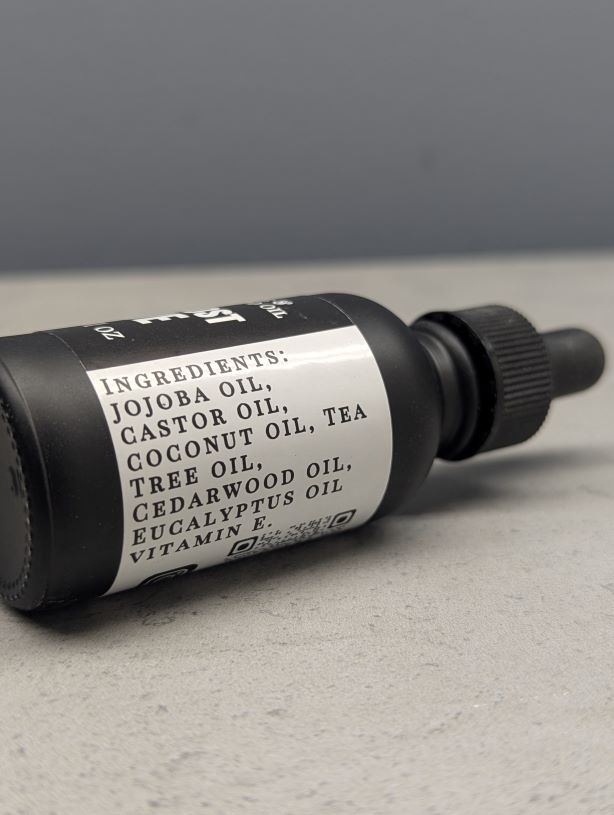 INGREDIENTS:
JOJOBA OIL,
CASTOR OIL,
COCONUT OIL, TEA
TREE OIL,
CEDARWOOD OIL,
EUCALYPTUS OIL
VITAMIN E.